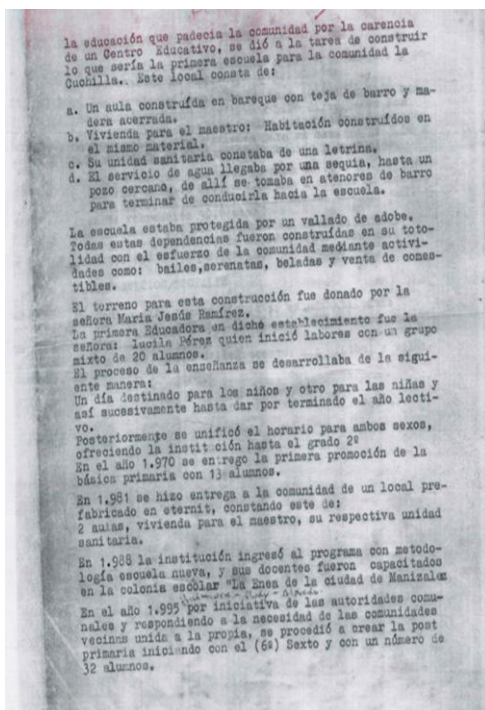 la educación que padecía la comunidad por la carencia
de un Centro Educativo, se dió a la tarea de construir
lo que sería la primera escuela para la comunidad la
Cuchilla.. Este local consta de:
a. Un aula construída en bareque con teja de barro y ma-
dera acerrada.
b. Vivienda para el maestro: Habitación construídos en
el mismo material.
c. Su unidad sanitaria constaba de una letrina.
d. El servicio de agua llegaba por una sequia, hasta un
pozo cercano, de allí se tomaba en atenores de barro
para terminar de conducirla hacia la escuela.
La escuela estaba protegida por un vallado de adobe.
Todas estas dependencias fueron construídas en su toto-
lidad con el esfuerzo de la comunidad mediante activi-
dades como: bailes,serenatas, beladas y venta de comes-
tibles.
El terreno para esta construcción fue donado por la
señora María Jesús Ramírez.
La primera Educadora en dicho establecimiento fue la
señora: lucila Pérez quien inició labores con un grupo
mixto de 20 alumnos.
El proceso de la enseñanza se desarrollaba de la sigui-
ente manera:
Un día destinado para los niños y otro para las niñas y
así sucesivamente hasta dar por terminado el año lecti-
vo.
Posteriormente se unificó el horario para ambos sexos,
ofreciendo la instit ción hasta el grado 2º
En el año 1.970 se entrego la primera promoción de la
básica primaria con 13 alumnos.
En 1.981 se hizo entrega a la comunidad de un local pre-
fabricado en eternit, constando este de:
2 aulas, vivienda para el maestro, su respectiva unidad
sanitaria.
En 1.988 la institución ingresó al programa con metodo-
logía escuela nueva, y sus docentes fueron capacitados
en la colonia escolar "La Enea de la ciudad de Manizales
En el año 1.995 por iniciativa de las autoridades comu-
nales y respondiendo a la necesidad de las comunidades
vecinas unida a la propia, se procedió a crear la post
primaria iniciando con el (6º) Sexto y con un número de
32 alumnos.